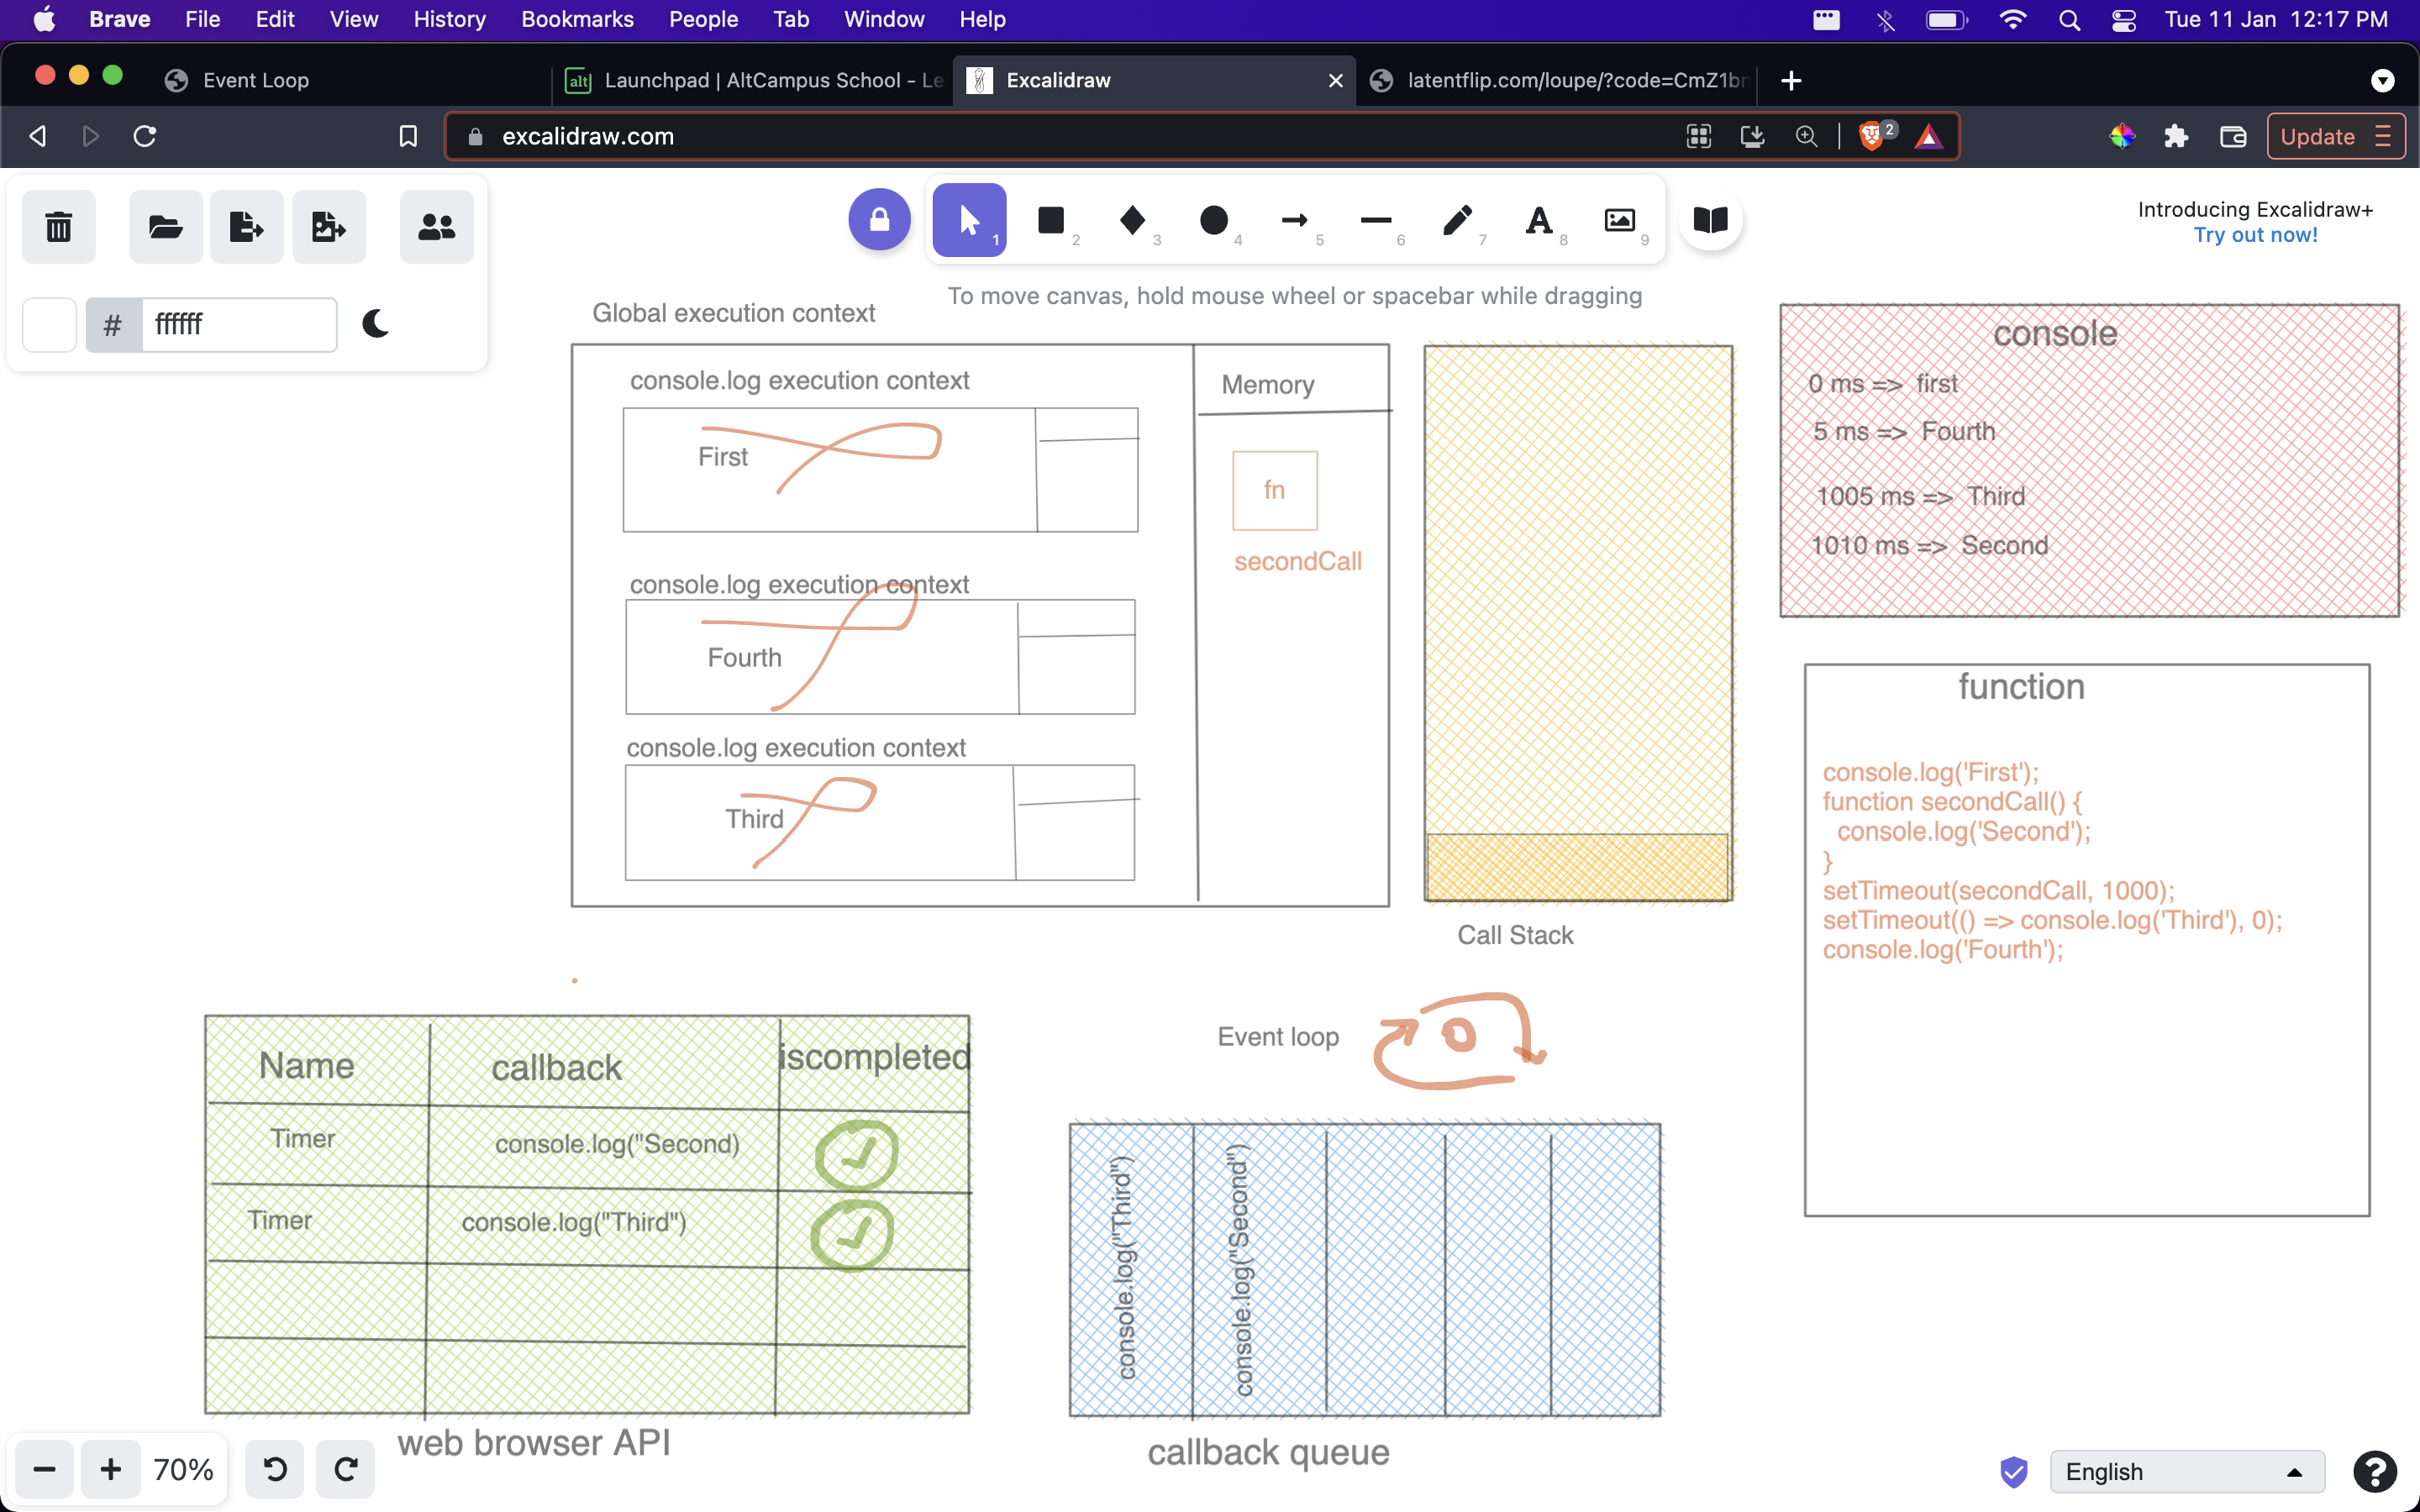 Brave File Edit View History Bookmarks People Tab Window Help Tue 11 Jan 12:17 PM
Event Loop
Launchpad | AltCampus School - Le
Excalidraw
latentflip.com/loupe/?code=CmZ1br
excalidraw.com
2
Update
1 2 3 4 5 6 7 8 9
A
Introducing Excalidraw+
Try out now!
To move canvas, hold mouse wheel or spacebar while dragging
# ffffff
Global execution context
console.log execution context
First
console.log execution context
Fourth
console.log execution context
Third
Memory
fn
secondCall
Call Stack
console
0 ms => first
5 ms => Fourth
1005 ms => Third
1010 ms => Second
function
console.log('First');
function secondCall() {
console.log('Second');
}
setTimeout(secondCall, 1000);
setTimeout(() => console.log('Third'), 0);
console.log('Fourth');
Name callback iscompleted
Timer console.log("Second)
Timer console.log("Third")
web browser API
Event loop
console.log("Third")
console.log("Second")
callback queue
70%
English
?